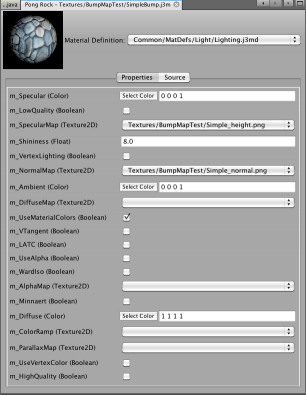 ...java Pong Rock - Textures/BumpMapTest/SimpleBump.j3m
Material Definition: Common/MatDefs/Light/Lighting.j3md
Properties Source
m_Specular (Color) Select Color 0 0 0 1
m_LowQuality (Boolean)
m_SpecularMap (Texture2D) Textures/BumpMapTest/Simple_height.png
m_Shininess (Float) 8.0
m_VertexLighting (Boolean)
m_NormalMap (Texture2D) Textures/BumpMapTest/Simple_normal.png
m_Ambient (Color) Select Color 0 0 0 1
m_DiffuseMap (Texture2D)
m_UseMaterialColors (Boolean)
m_VTangent (Boolean)
m_LATC (Boolean)
m_UseAlpha (Boolean)
m_WardIso (Boolean)
m_AlphaMap (Texture2D)
m_Minnaert (Boolean)
m_Diffuse (Color) Select Color 1 1 1 1
m_ColorRamp (Texture2D)
m_ParallaxMap (Texture2D)
m_UseVertexColor (Boolean)
m_HighQuality (Boolean)